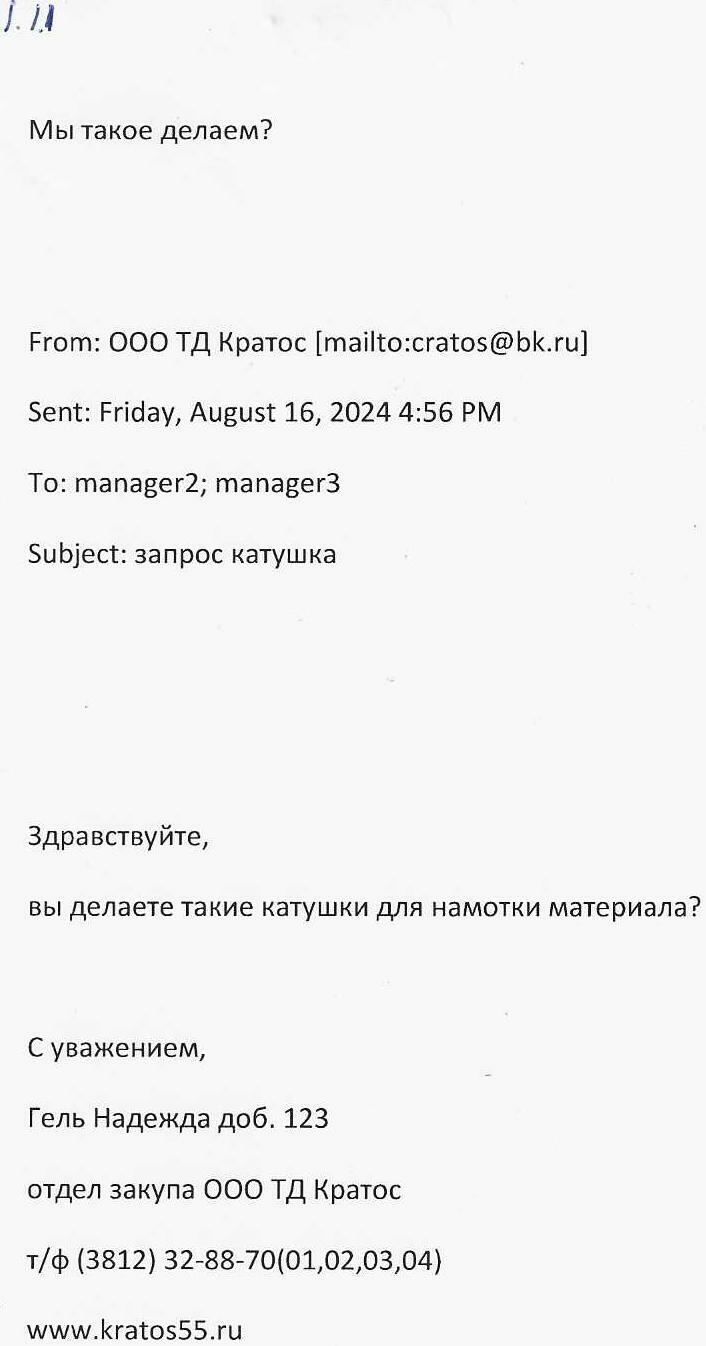 Мы такое делаем?
From: ООО ТД Кратос [mailto:cratos@bk.ru]
Sent: Friday, August 16, 2024 4:56 PM
To: manager2; manager3
Subject: запрос катушка
Здравствуйте,
вы делаете такие катушки для намотки материала?
С уважением,
Гель Надежда доб. 123
отдел закупа ООО ТД Кратос
т/ф (3812) 32-88-70(01,02,03,04)
www.kratos55.ru